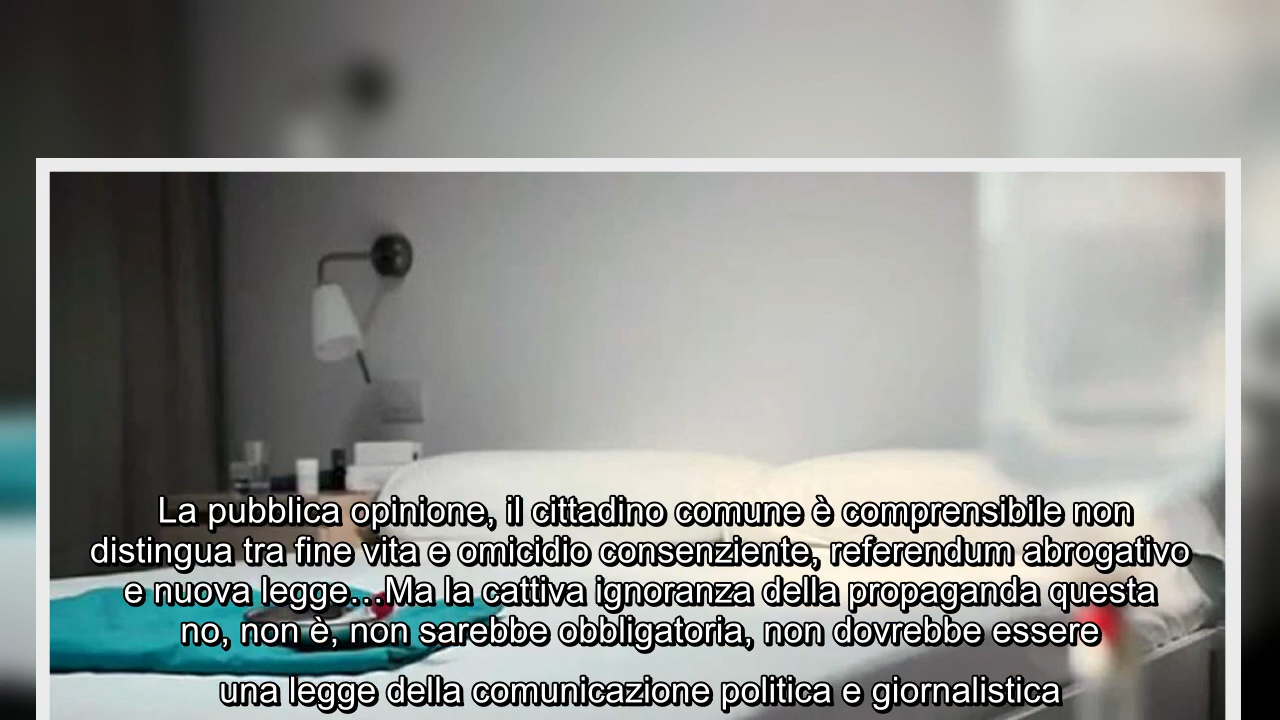 La pubblica opinione, il cittadino comune è comprensibile non
distingua tra fine vita e omicidio consenziente, referendum abrogativo
e nuova legge…Ma la cattiva ignoranza della propaganda questa
no, non è, non sarebbe obbligatoria, non dovrebbe essere
una legge della comunicazione politica e giornalistica